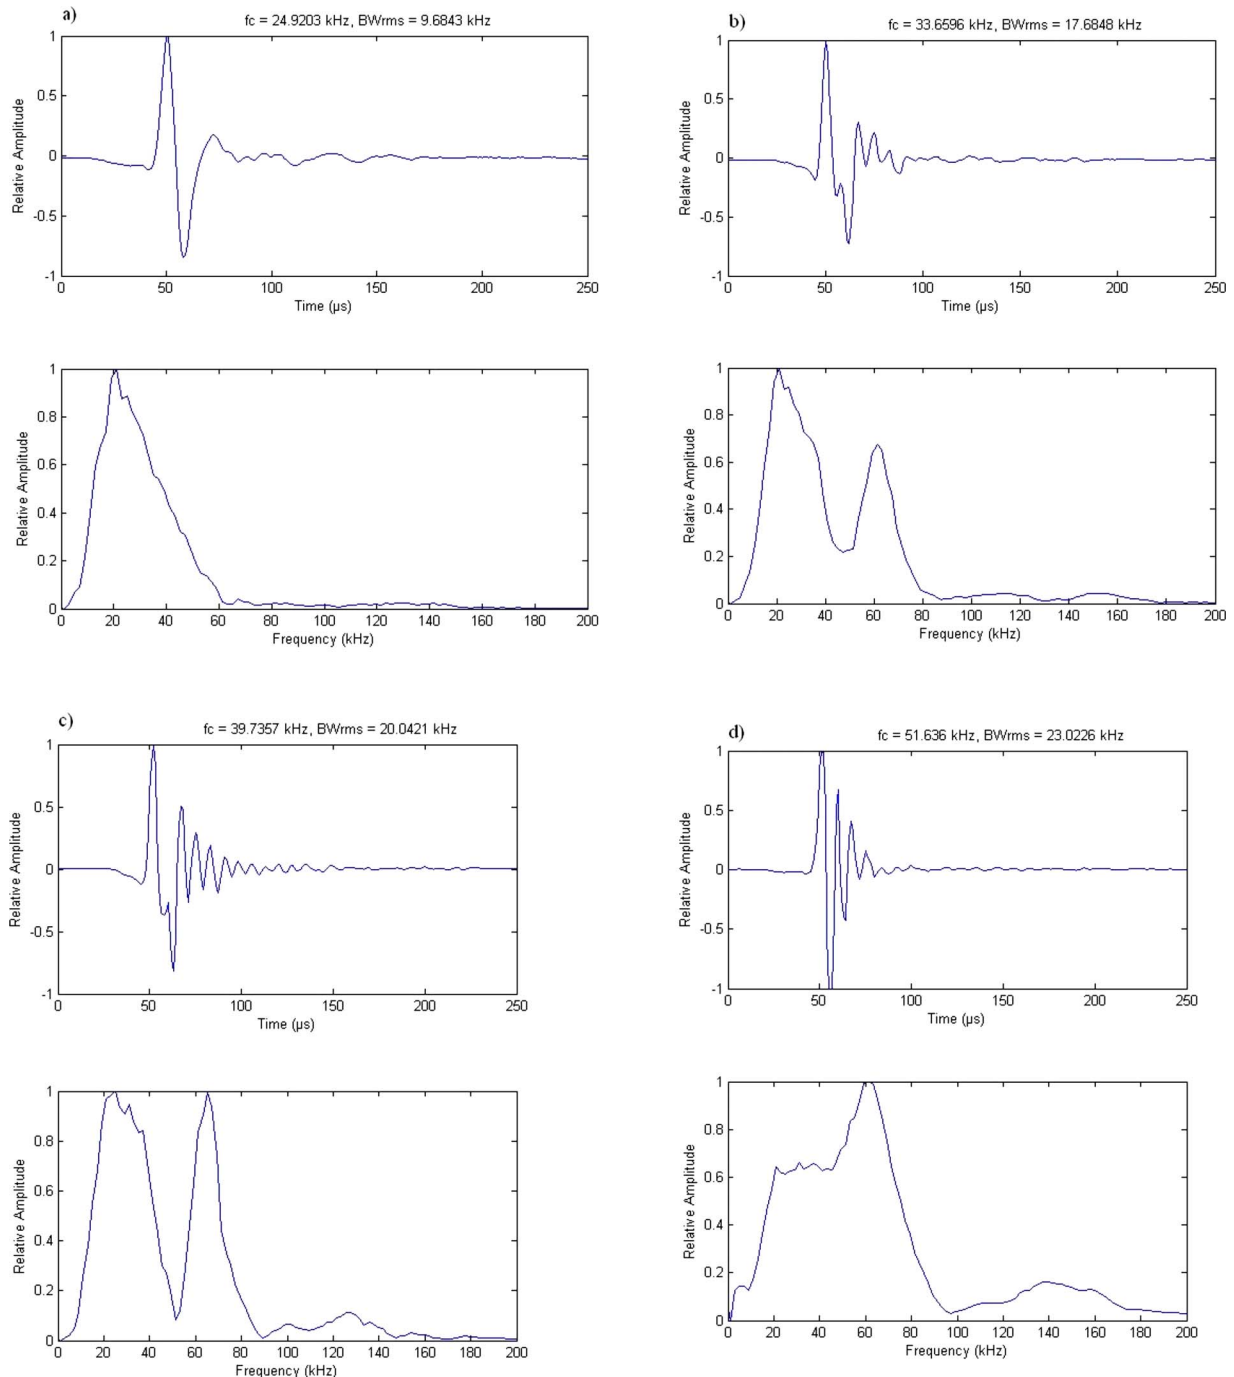 a)
fc = 24.9203 kHz, BWrms = 9.6843 kHz
Relative Amplitude
1
0.5
0
-0.5
-1
0 50 100 150 200 250
Time (µs)
Relative Amplitude
1
0.8
0.6
0.4
0.2
0
0 20 40 60 80 100 120 140 160 180 200
Frequency (kHz)
b)
fc = 33.6596 kHz, BWrms = 17.6848 kHz
Relative Amplitude
1
0.5
0
-0.5
-1
0 50 100 150 200 250
Time (µs)
Relative Amplitude
1
0.8
0.6
0.4
0.2
0
0 20 40 60 80 100 120 140 160 180 200
Frequency (kHz)
c)
fc = 39.7357 kHz, BWrms = 20.0421 kHz
Relative Amplitude
1
0.5
0
-0.5
-1
0 50 100 150 200 250
Time (µs)
Relative Amplitude
1
0.8
0.6
0.4
0.2
0
0 20 40 60 80 100 120 140 160 180 200
Frequency (kHz)
d)
fc = 51.636 kHz, BWrms = 23.0226 kHz
Relative Amplitude
1
0.5
0
-0.5
-1
0 50 100 150 200 250
Time (µs)
Relative Amplitude
1
0.8
0.6
0.4
0.2
0
0 20 40 60 80 100 120 140 160 180 200
Frequency (kHz)